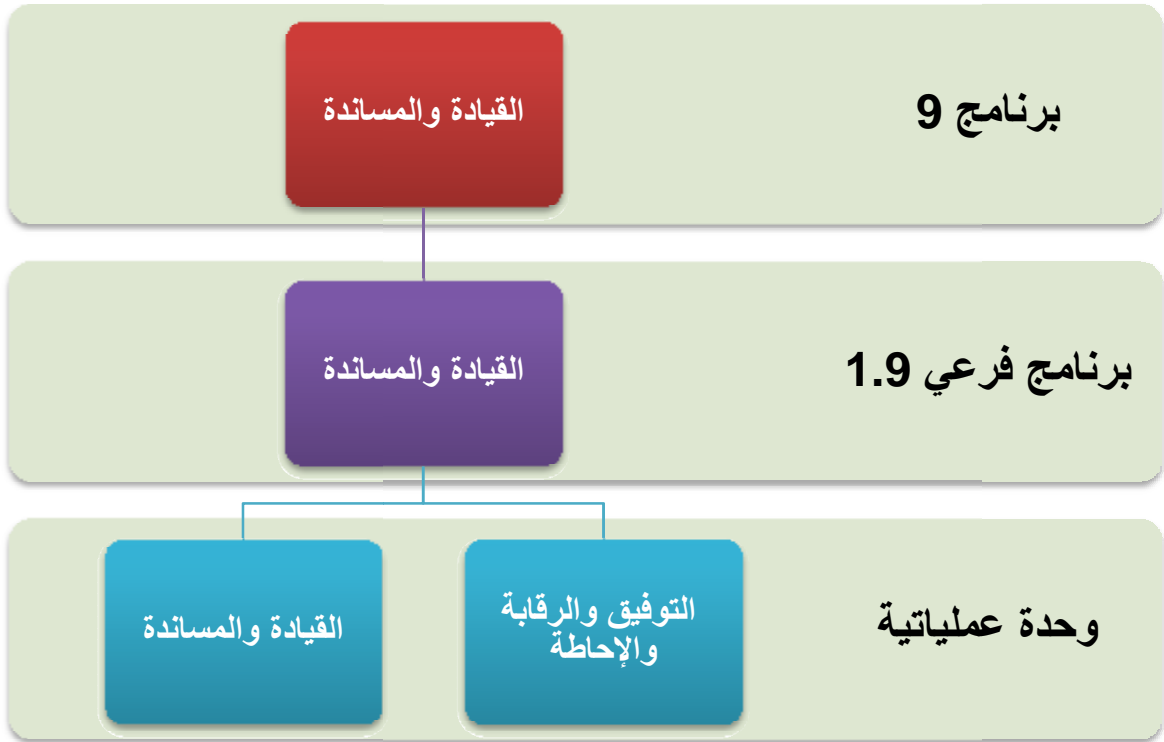 برنامج 9
القيادة والمساندة
برنامج فرعي 1.9
القيادة والمساندة
وحدة عملياتية
التوفيق والرقابة
والإحاطة
القيادة والمساندة